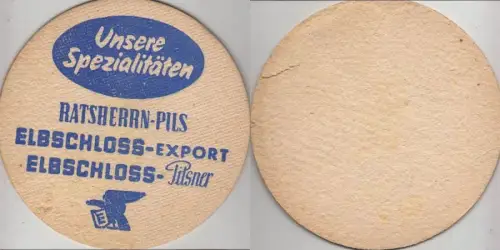 Unsere
Spezialitäten
RATSHERRN-PILS
ELBSCHLOSS-EXPORT
ELBSCHLOSS-Pilsner
E